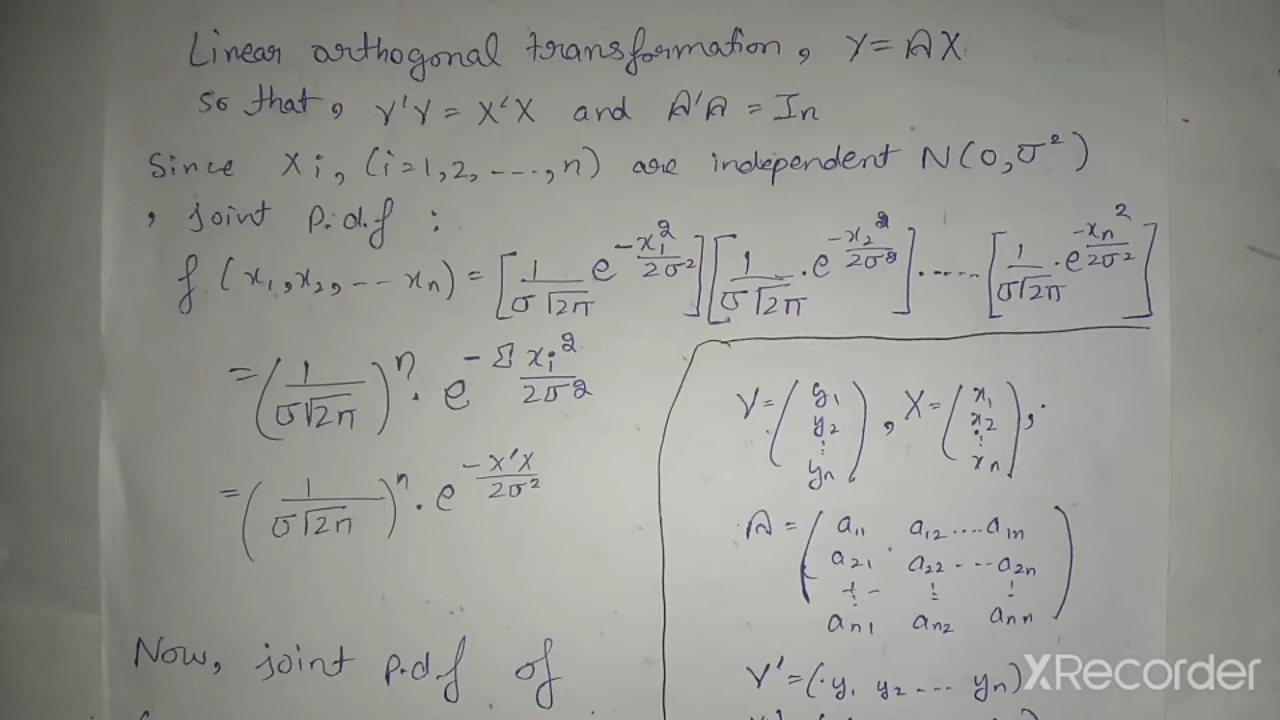 Linear orthogonal transformation, Y = AX
so that, Y'Y = X'X and A'A = In
Since Xi, (i=1,2,----,n) are independent N(0,σ²)
, joint p.d.f :
f (x₁,x₂,--- xn) = [1/(σ√2π) e^(-x₁²/2σ²)] [1/(σ√2π) . e^(-x₂²/2σ²)] ...... [1/(σ√2π) . e^(-xn²/2σ²)]
= (1/(σ√2π))^n . e^(-Σ xi²/2σ²)
= (1/(σ√2π))^n . e^(-X'X/2σ²)
Now, joint p.d.f of
Y = (y₁ y₂ ⋮ yn), X = (x₁ x₂ ⋮ xn),
A = ( a₁₁ a₁₂ .... a₁n
a₂₁ a₂₂ --- a₂n
⋮ ⋮ ⋮
an₁ an₂ ann )
Y' = (y₁ y₂ --- yn)
XRecorder